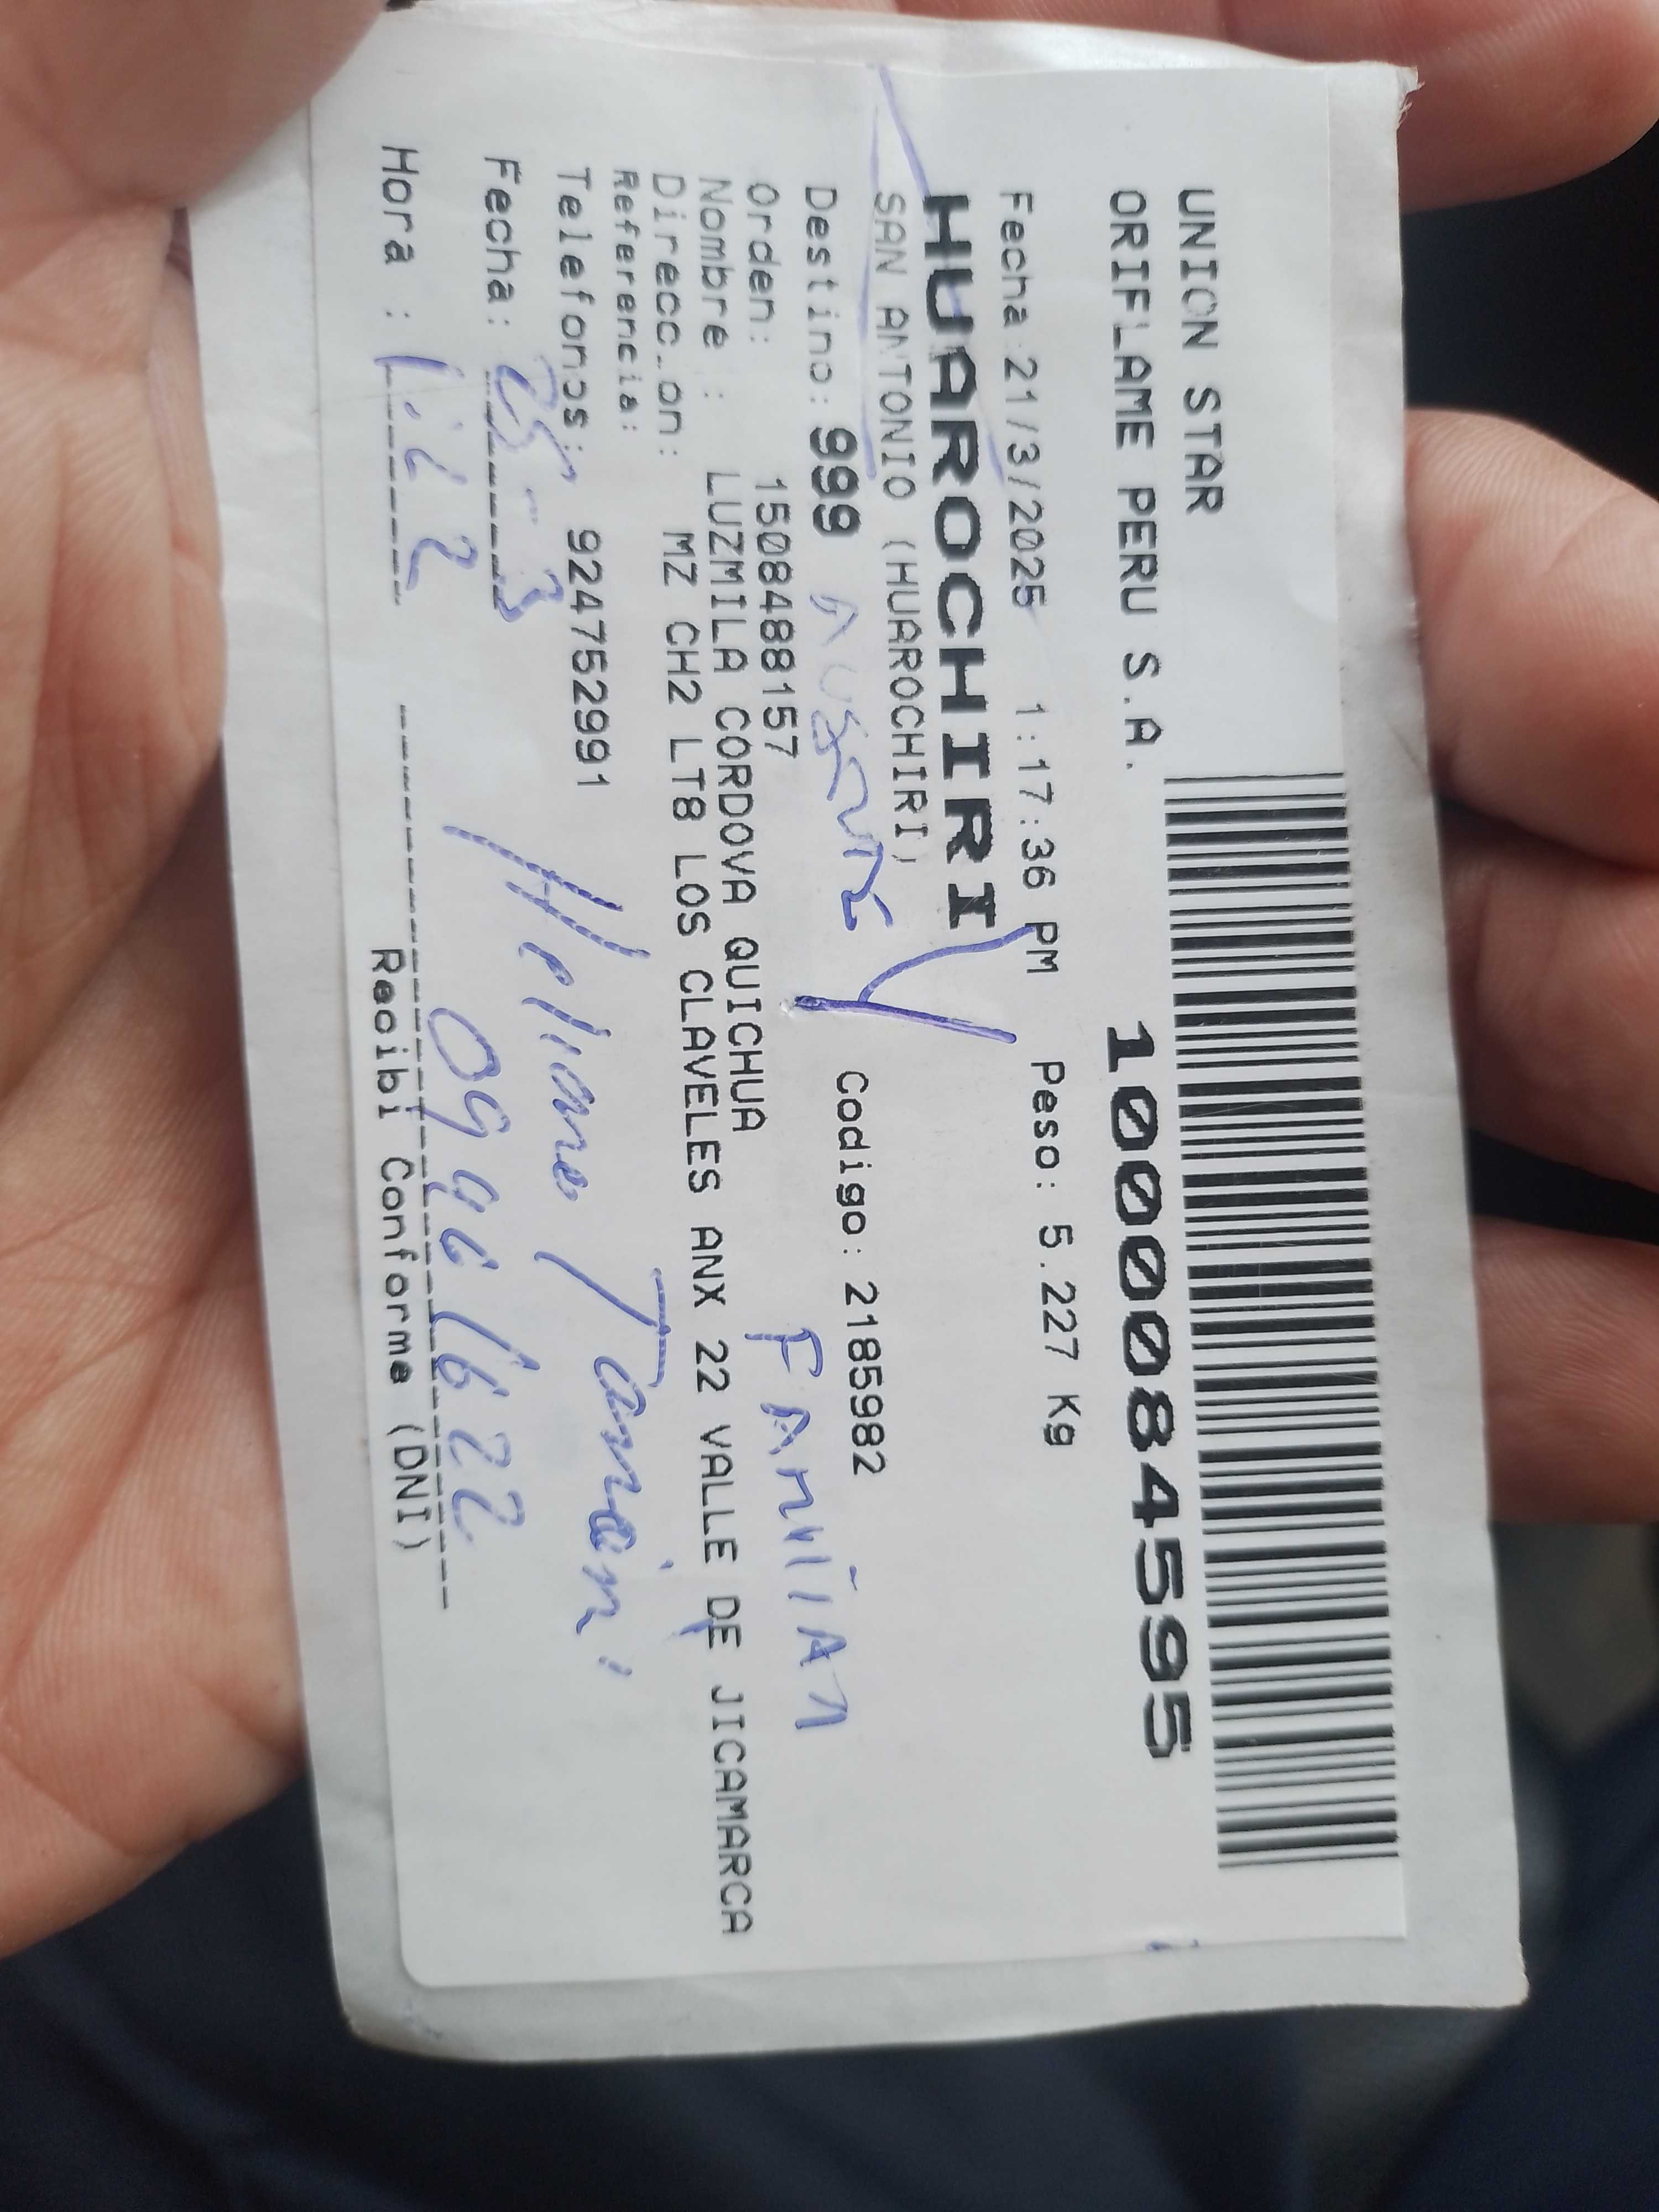 UNION STAR
ORIFLAME PERU S.A. 1000084595
Fecha 21/3/2025 1:17:36 PM Peso: 5.227 Kg
HUAROCHIRI
SAN ANTONIO (HUAROCHIRI)
Destino: 999 Codigo: 2185982
Orden: 1508488157
FAMILIAR
Nombre : LUZMILA CORDOVA QUICHUA
Direccion: MZ CH2 LT8 LOS CLAVELES ANX 22 VALLE DE JICAMARCA
Referencia:
Telefonos: 924752991
Fecha:
Hora :
Recibi Conforme (DNI)